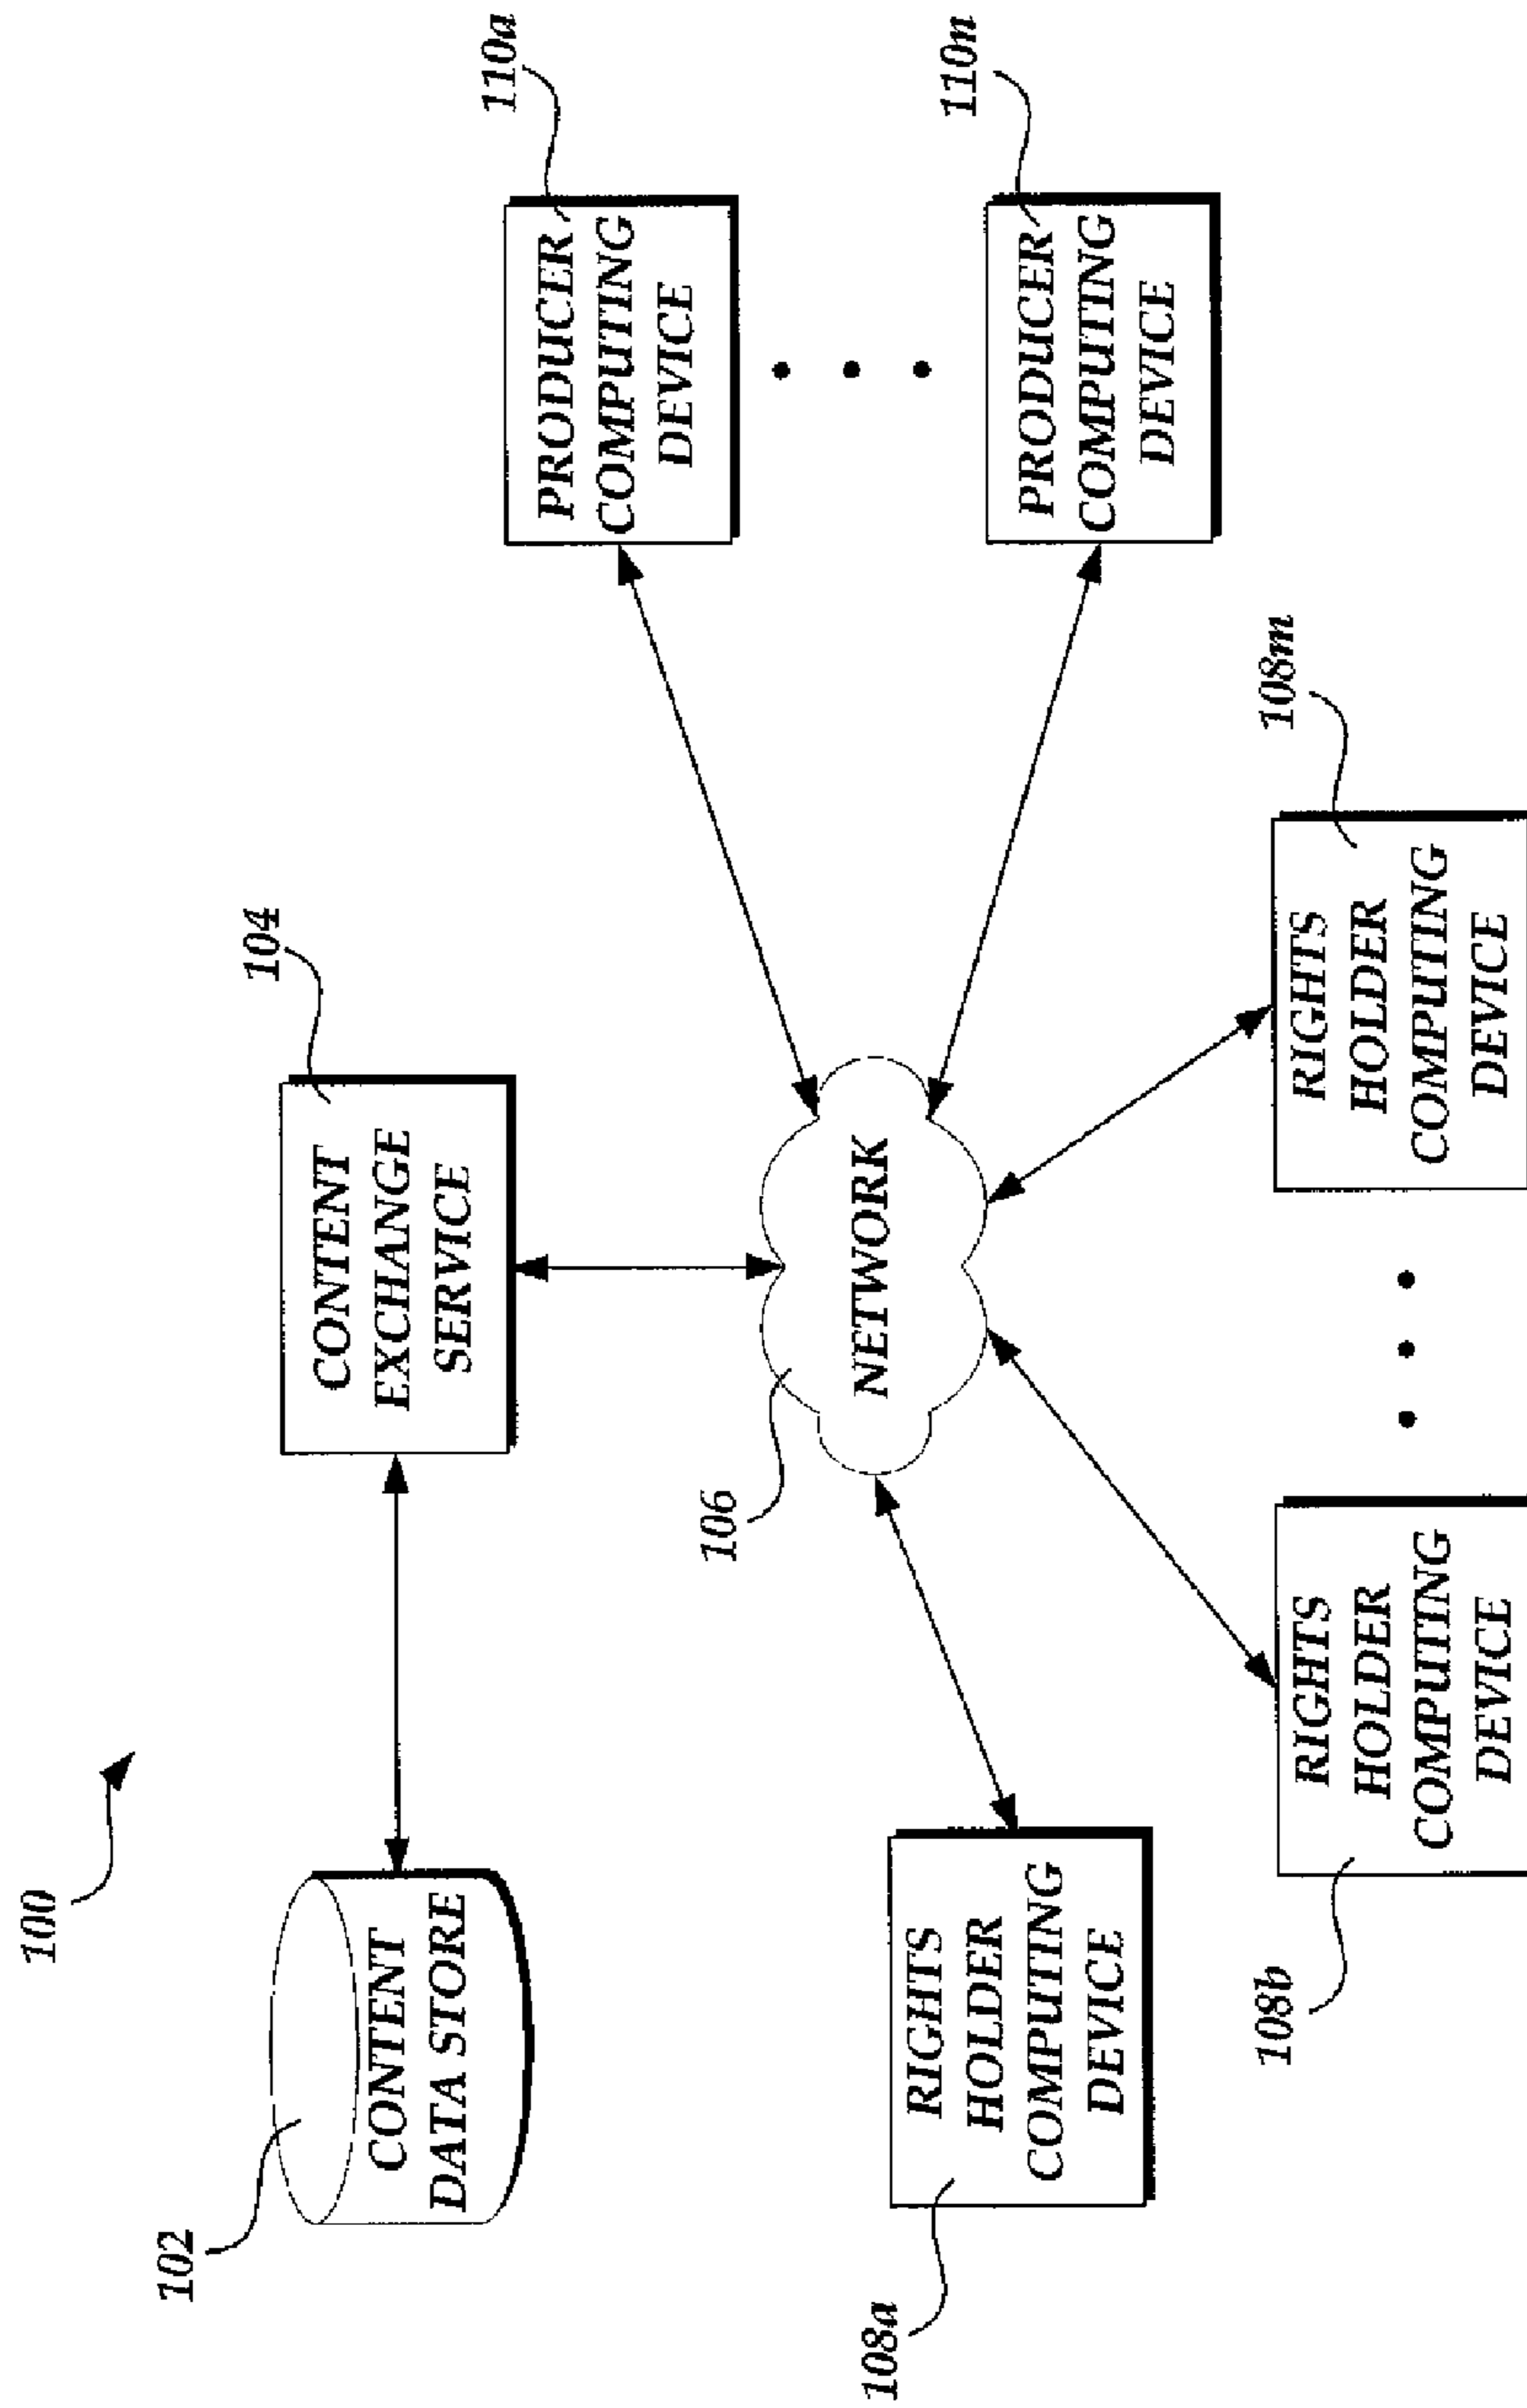 100
102
CONTENT
DATA STORE
104
CONTENT
EXCHANGE
SERVICE
106
NETWORK
110a
PRODUCER
COMPUTING
DEVICE
110n
PRODUCER
COMPUTING
DEVICE
108a
RIGHTS
HOLDER
COMPUTING
DEVICE
108b
RIGHTS
HOLDER
COMPUTING
DEVICE
108m
RIGHTS
HOLDER
COMPUTING
DEVICE